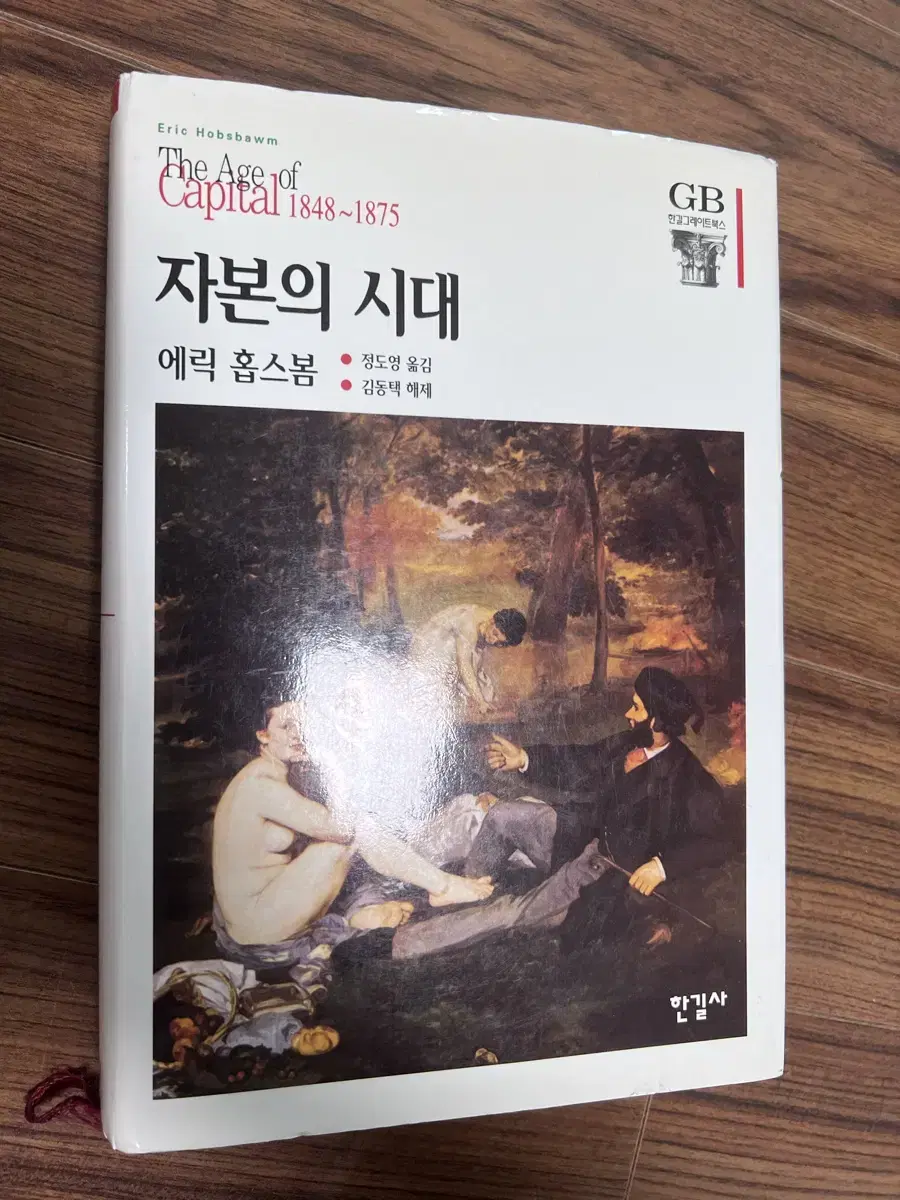 Eric Hobsbawm
The Age of
Capital 1848~1875
GB
한길그레이트북스
자본의 시대
에릭 홉스봄
● 정도영 옮김
● 김동택 해제
한길사